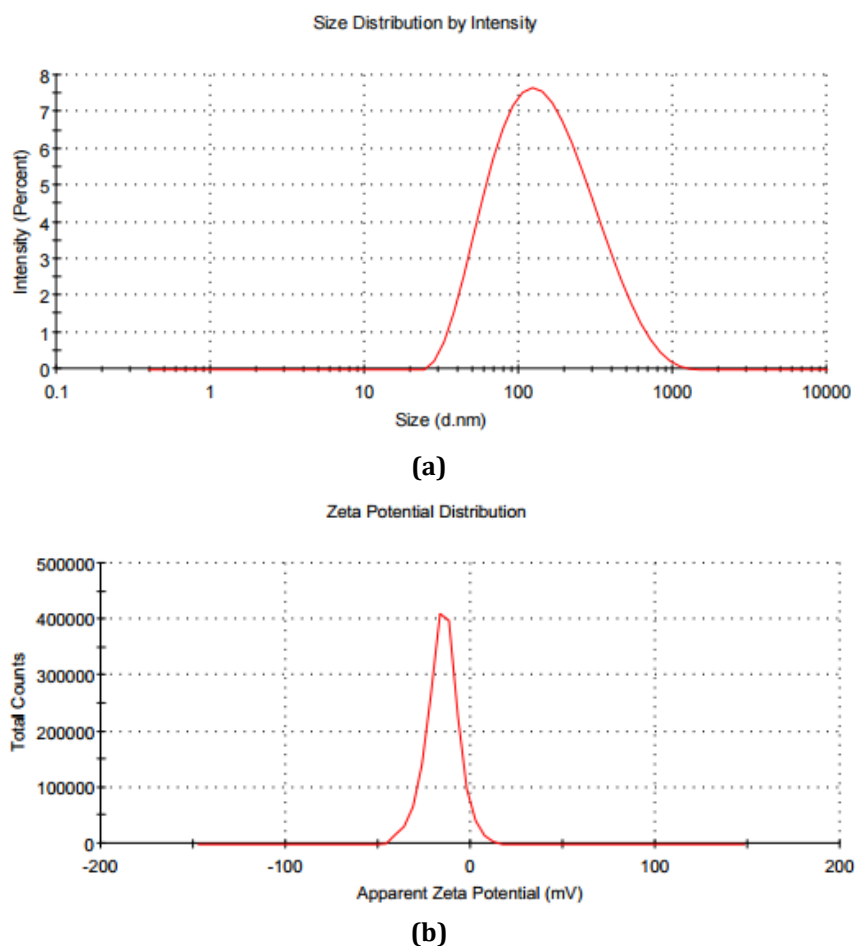 Size Distribution by Intensity
8
7
6
5
4
3
2
1
0
Intensity (Percent)
0.1 1 10 100 1000 10000
Size (d.nm)
(a)
Zeta Potential Distribution
500000
400000
300000
200000
100000
0
Total Counts
-200 -100 0 100 200
Apparent Zeta Potential (mV)
(b)